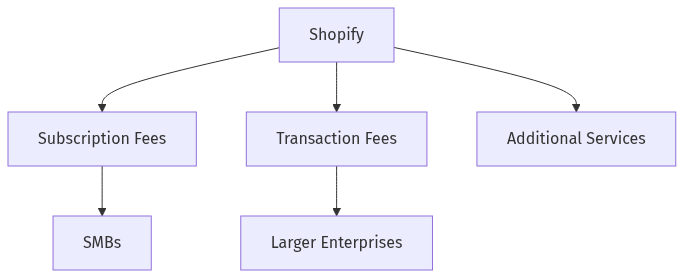 Shopify
Subscription Fees
Transaction Fees
Additional Services
SMBs
Larger Enterprises